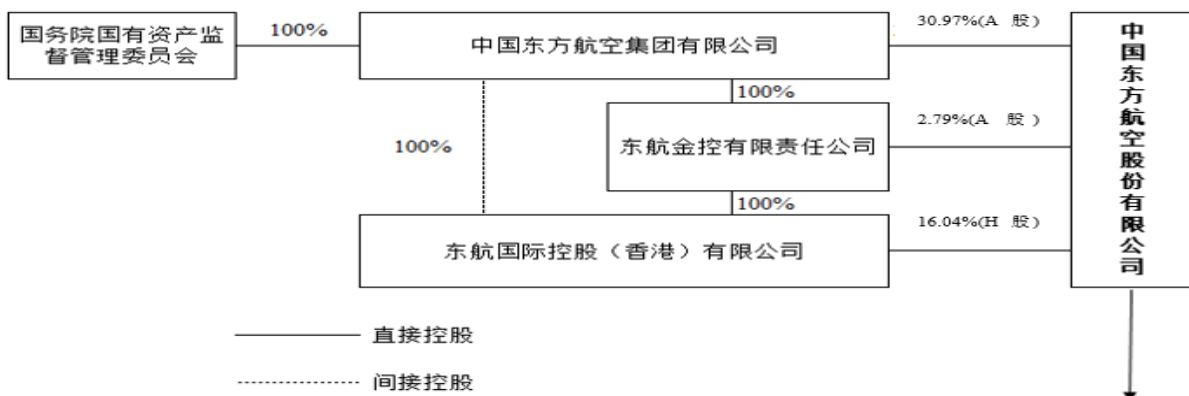 国务院国有资产监
督管理委员会
100%
中国东方航空集团有限公司
30.97%(A 股)
100%
100%
东航金控有限责任公司
2.79%(A 股)
100%
东航国际控股（香港）有限公司
16.04%(H 股)
中国东方航空股份有限公司
直接控股
间接控股